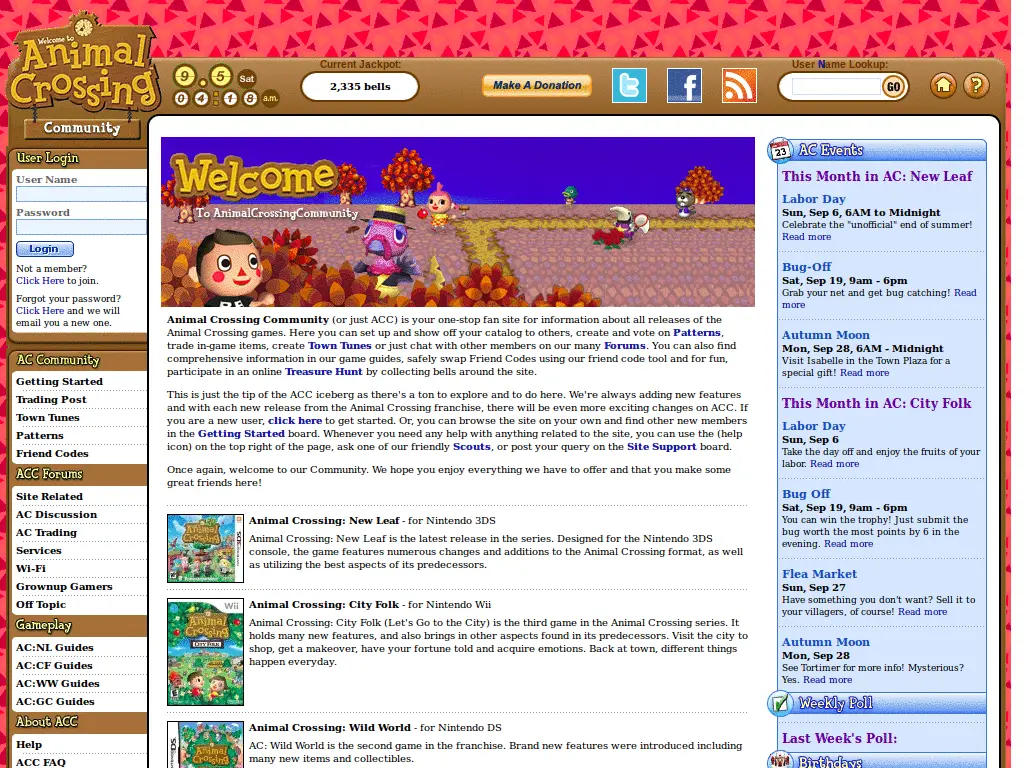 Welcome to
Animal
Crossing
Community
9 . 5 Sat
0 4 : 1 8 a.m.
Current Jackpot:
2,335 bells
Make A Donation
User Name Lookup:
GO
?
User Login
User Name
Password
Login
Not a member?
Click Here to join.
Forgot your password?
Click Here and we will
email you a new one.
AC Community
Getting Started
Trading Post
Town Tunes
Patterns
Friend Codes
ACC Forums
Site Related
AC Discussion
AC Trading
Services
Wi-Fi
Grownup Gamers
Off Topic
Gameplay
AC:NL Guides
AC:CF Guides
AC:WW Guides
AC:GC Guides
About ACC
Help
ACC FAQ
Welcome
To AnimalCrossingCommunity
Animal Crossing Community (or just ACC) is your one-stop fan site for information about all releases of the
Animal Crossing games. Here you can set up and show off your catalog to others, create and vote on Patterns,
trade in-game items, create Town Tunes or just chat with other members on our many Forums. You can also find
comprehensive information in our game guides, safely swap Friend Codes using our friend code tool and for fun,
participate in an online Treasure Hunt by collecting bells around the site.
This is just the tip of the ACC iceberg as there's a ton to explore and to do here. We're always adding new features
and with each new release from the Animal Crossing franchise, there will be even more exciting changes on ACC. If
you are a new user, click here to get started. Or, you can browse the site on your own and find other new members
in the Getting Started board. Whenever you need any help with anything related to the site, you can use the (help
icon) on the top right of the page, ask one of our friendly Scouts, or post your query on the Site Support board.
Once again, welcome to our Community. We hope you enjoy everything we have to offer and that you make some
great friends here!
Animal Crossing: New Leaf - for Nintendo 3DS
Animal Crossing: New Leaf is the latest release in the series. Designed for the Nintendo 3DS
console, the game features numerous changes and additions to the Animal Crossing format, as well
as utilizing the best aspects of its predecessors.
Wii
Animal
Crossing
CITY FOLK
Animal Crossing: City Folk - for Nintendo Wii
Animal Crossing: City Folk (Let's Go to the City) is the third game in the Animal Crossing series. It
holds many new features, and also brings in other aspects found in its predecessors. Visit the city to
shop, get a makeover, have your fortune told and acquire emotions. Back at town, different things
happen everyday.
Animal Crossing: Wild World - for Nintendo DS
AC: Wild World is the second game in the franchise. Brand new features were introduced including
many new items and collectibles.
23
AC Events
This Month in AC: New Leaf
Labor Day
Sun, Sep 6, 6AM to Midnight
Celebrate the "unofficial" end of summer!
Read more
Bug-Off
Sat, Sep 19, 9am - 6pm
Grab your net and get bug catching! Read
more
Autumn Moon
Mon, Sep 28, 6AM - Midnight
Visit Isabelle in the Town Plaza for a
special gift! Read more
This Month in AC: City Folk
Labor Day
Sun, Sep 6
Take the day off and enjoy the fruits of your
labor. Read more
Bug Off
Sat, Sep 19, 9am - 6pm
You can win the trophy! Just submit the
bug worth the most points by 6 in the
evening. Read more
Flea Market
Sun, Sep 27
Have something you don't want? Sell it to
your villagers, of course! Read more
Autumn Moon
Mon, Sep 28
See Tortimer for more info! Mysterious?
Yes. Read more
Weekly Poll
Last Week's Poll:
Birthdays